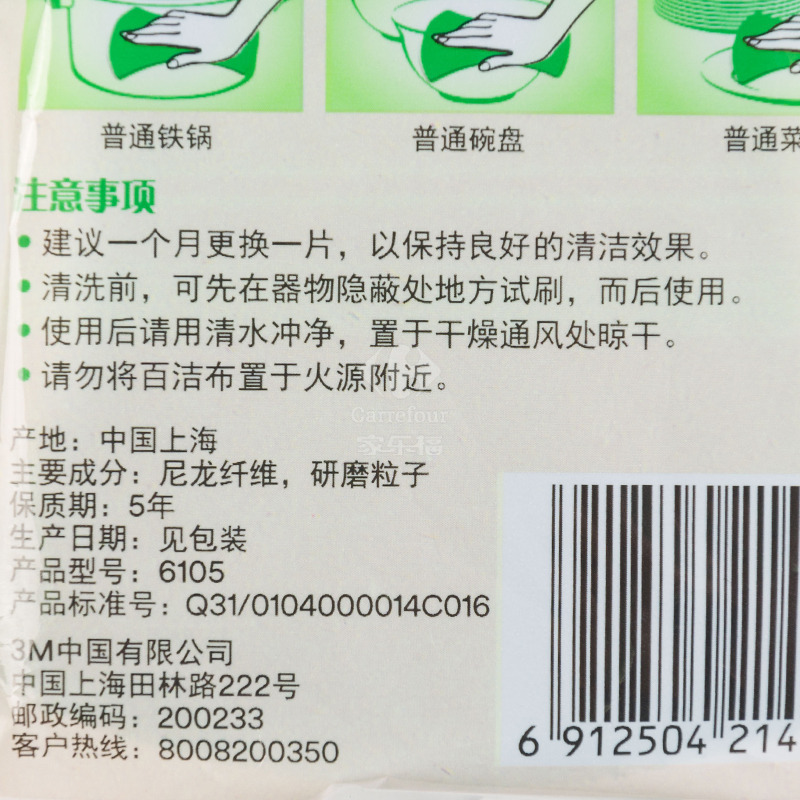 普通铁锅 普通碗盘 普通菜
注意事项
• 建议一个月更换一片，以保持良好的清洁效果。
• 清洗前，可先在器物隐蔽处地方试刷，而后使用。
• 使用后请用清水冲净，置于干燥通风处晾干。
• 请勿将百洁布置于火源附近。
Carrefour
家乐福
产地：中国上海
主要成分：尼龙纤维，研磨粒子
保质期：5年
生产日期：见包装
产品型号：6105
产品标准号：Q31/0104000014C016
3M中国有限公司
中国上海田林路222号
邮政编码：200233
客户热线：8008200350
6 912504 214